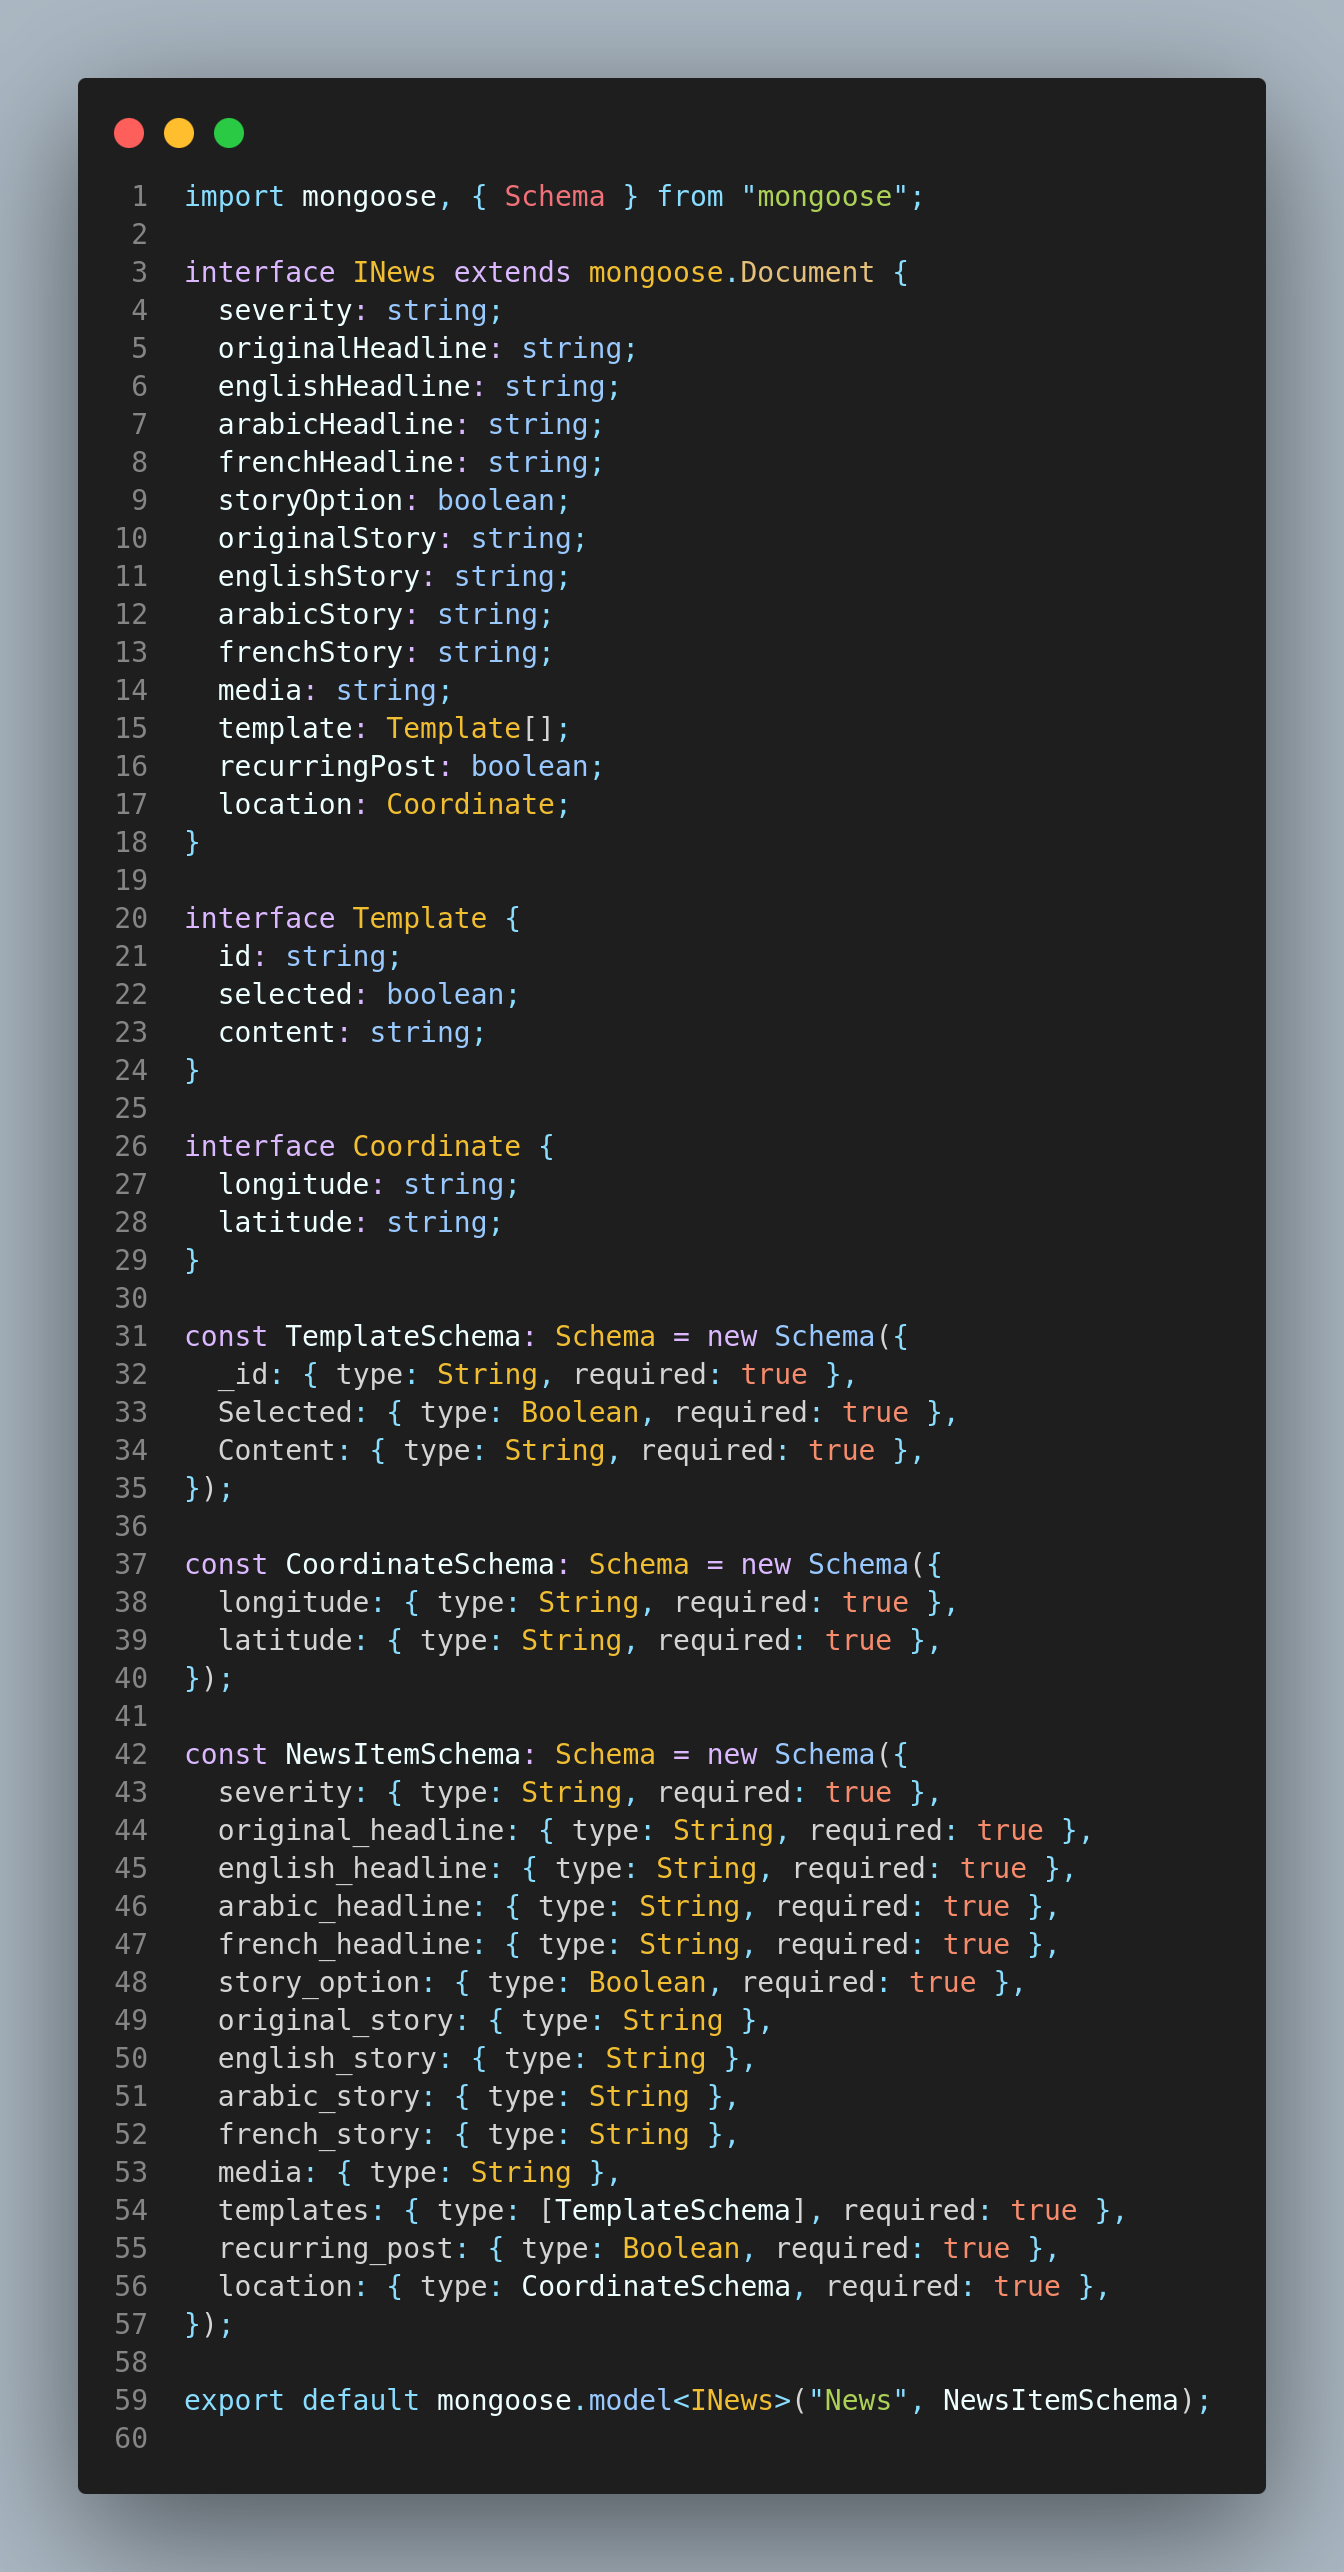 1 import mongoose, { Schema } from "mongoose";
2
3 interface INews extends mongoose.Document {
4   severity: string;
5   originalHeadline: string;
6   englishHeadline: string;
7   arabicHeadline: string;
8   frenchHeadline: string;
9   storyOption: boolean;
10   originalStory: string;
11   englishStory: string;
12   arabicStory: string;
13   frenchStory: string;
14   media: string;
15   template: Template[];
16   recurringPost: boolean;
17   location: Coordinate;
18 }
19
20 interface Template {
21   id: string;
22   selected: boolean;
23   content: string;
24 }
25
26 interface Coordinate {
27   longitude: string;
28   latitude: string;
29 }
30
31 const TemplateSchema: Schema = new Schema({
32   _id: { type: String, required: true },
33   Selected: { type: Boolean, required: true },
34   Content: { type: String, required: true },
35 });
36
37 const CoordinateSchema: Schema = new Schema({
38   longitude: { type: String, required: true },
39   latitude: { type: String, required: true },
40 });
41
42 const NewsItemSchema: Schema = new Schema({
43   severity: { type: String, required: true },
44   original_headline: { type: String, required: true },
45   english_headline: { type: String, required: true },
46   arabic_headline: { type: String, required: true },
47   french_headline: { type: String, required: true },
48   story_option: { type: Boolean, required: true },
49   original_story: { type: String },
50   english_story: { type: String },
51   arabic_story: { type: String },
52   french_story: { type: String },
53   media: { type: String },
54   templates: { type: [TemplateSchema], required: true },
55   recurring_post: { type: Boolean, required: true },
56   location: { type: CoordinateSchema, required: true },
57 });
58
59 export default mongoose.model<INews>("News", NewsItemSchema);
60